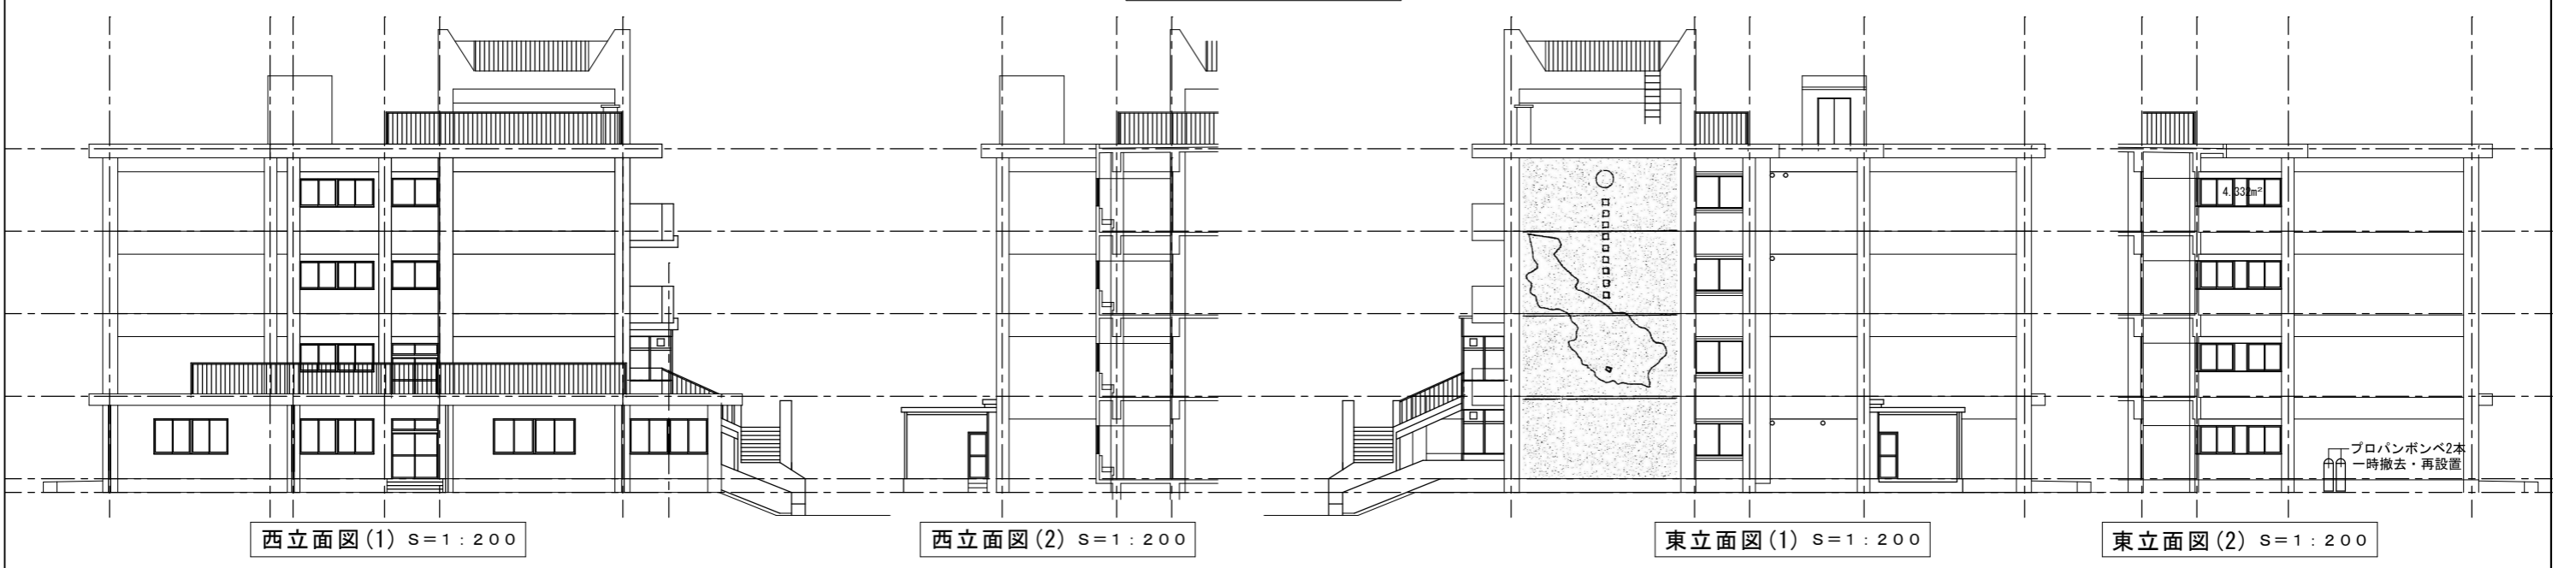 4.332m²
プロパンボンベ2本
一時撤去・再設置
西立面図(1) S=1:200
西立面図(2) S=1:200
東立面図(1) S=1:200
東立面図(2) S=1:200